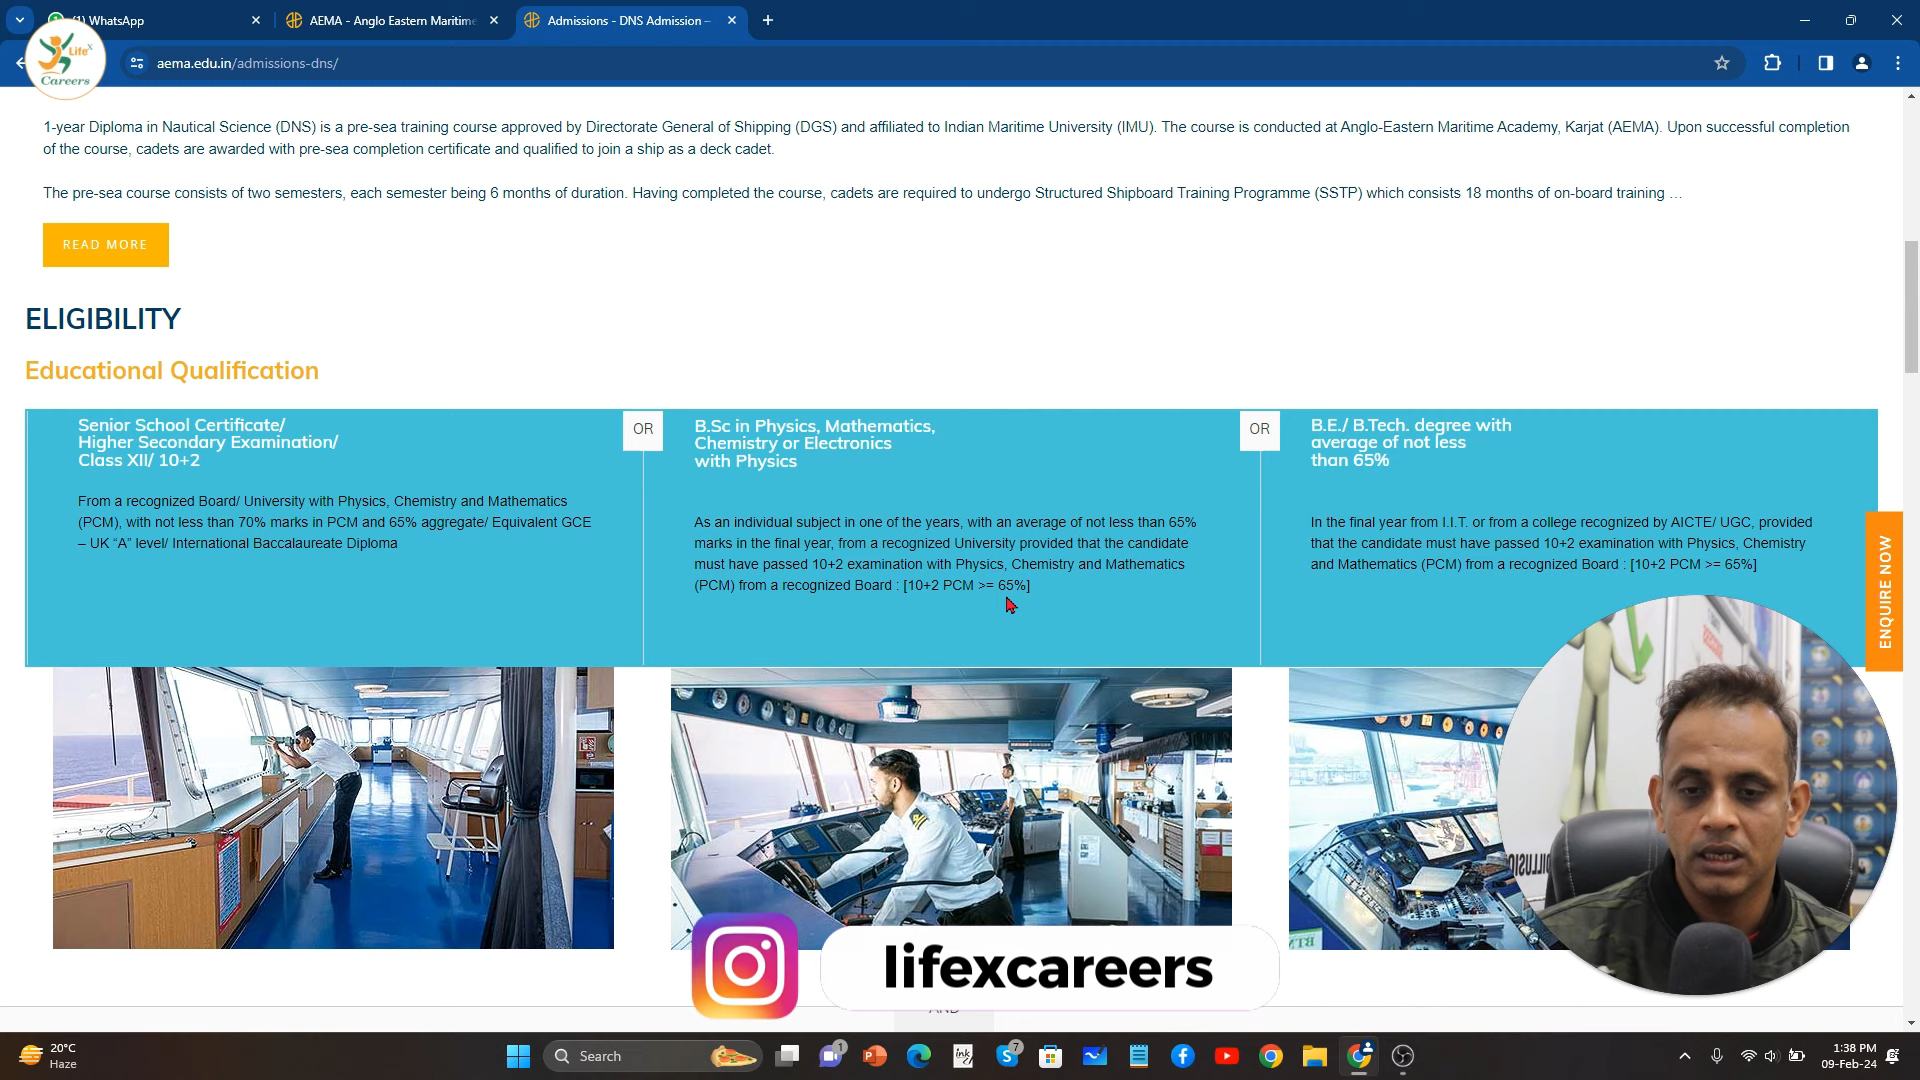 (1) WhatsApp
AEMA - Anglo Eastern Maritime
Admissions - DNS Admission –
Life X
Careers
aema.edu.in/admissions-dns/
1-year Diploma in Nautical Science (DNS) is a pre-sea training course approved by Directorate General of Shipping (DGS) and affiliated to Indian Maritime University (IMU). The course is conducted at Anglo-Eastern Maritime Academy, Karjat (AEMA). Upon successful completion
of the course, cadets are awarded with pre-sea completion certificate and qualified to join a ship as a deck cadet.
The pre-sea course consists of two semesters, each semester being 6 months of duration. Having completed the course, cadets are required to undergo Structured Shipboard Training Programme (SSTP) which consists 18 months of on-board training …
READ MORE
ELIGIBILITY
Educational Qualification
Senior School Certificate/
Higher Secondary Examination/
Class XII/ 10+2
From a recognized Board/ University with Physics, Chemistry and Mathematics
(PCM), with not less than 70% marks in PCM and 65% aggregate/ Equivalent GCE
– UK “A” level/ International Baccalaureate Diploma
OR
B.Sc in Physics, Mathematics,
Chemistry or Electronics
with Physics
As an individual subject in one of the years, with an average of not less than 65%
marks in the final year, from a recognized University provided that the candidate
must have passed 10+2 examination with Physics, Chemistry and Mathematics
(PCM) from a recognized Board : [10+2 PCM >= 65%]
OR
B.E./ B.Tech. degree with
average of not less
than 65%
In the final year from I.I.T. or from a college recognized by AICTE/ UGC, provided
that the candidate must have passed 10+2 examination with Physics, Chemistry
and Mathematics (PCM) from a recognized Board : [10+2 PCM >= 65%]
ENQUIRE NOW
lifexcareers
AND
20°C
Haze
Search
1
ink
7
1:38 PM
09-Feb-24